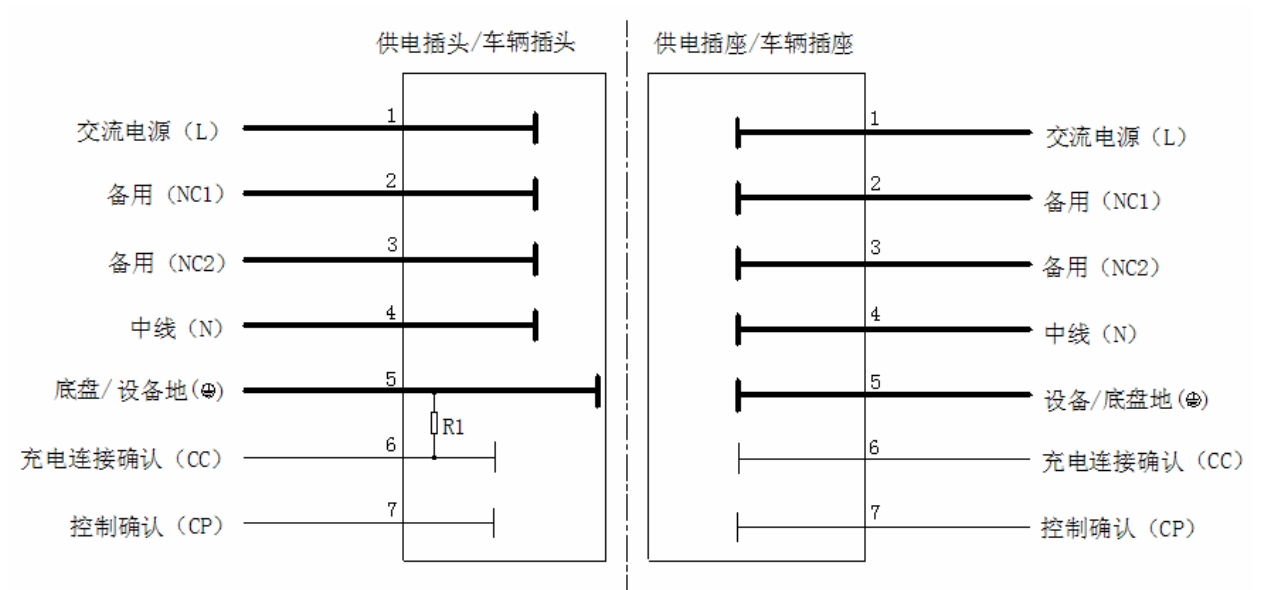 供电插头/车辆插头
供电插座/车辆插座
交流电源（L）
1
备用（NC1）
2
备用（NC2）
3
中线（N）
4
底盘/设备地(⏚)
5
R1
充电连接确认（CC）
6
控制确认（CP）
7
1
交流电源（L）
2
备用（NC1）
3
备用（NC2）
4
中线（N）
5
设备/底盘地(⏚)
6
充电连接确认（CC）
7
控制确认（CP）